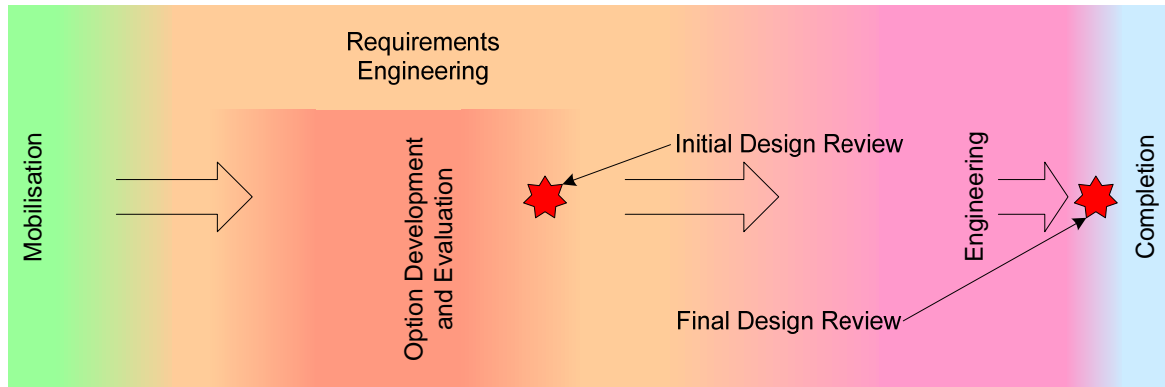 Mobilisation
Requirements
Engineering
Option Development
and Evaluation
Initial Design Review
Engineering
Final Design Review
Completion